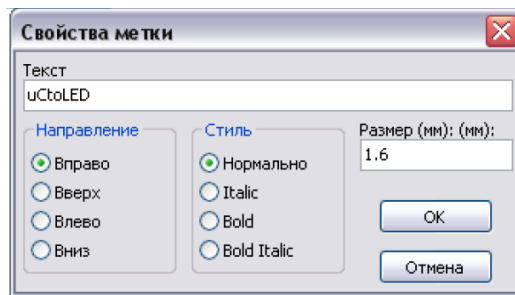 Свойства метки
Текст
uCtoLED
Направление
Вправо
Вверх
Влево
Вниз
Стиль
Нормально
Italic
Bold
Bold Italic
Размер (мм): (мм):
1.6
OK
Отмена